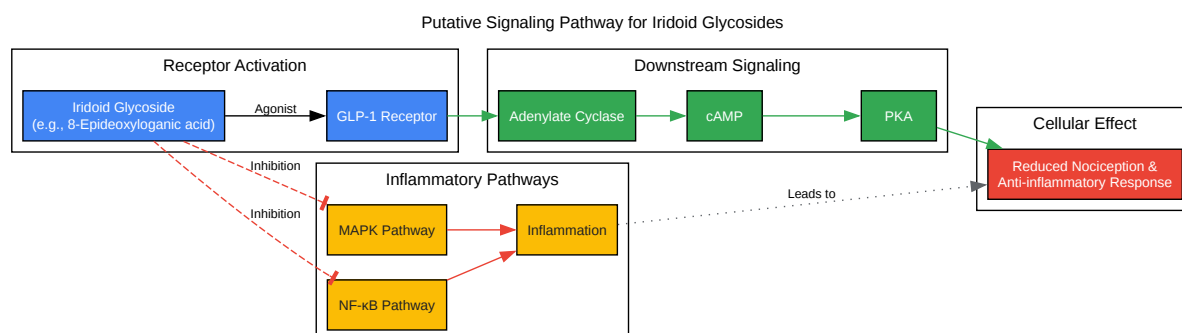 Putative Signaling Pathway for Iridoid Glycosides
Receptor Activation
Iridoid Glycoside
(e.g., 8-Epideoxyloganic acid)
Agonist
GLP-1 Receptor
Downstream Signaling
Adenylate Cyclase
cAMP
PKA
Cellular Effect
Reduced Nociception &
Anti-inflammatory Response
Inhibition
Inhibition
Inflammatory Pathways
MAPK Pathway
Inflammation
NF-κB Pathway
Leads to